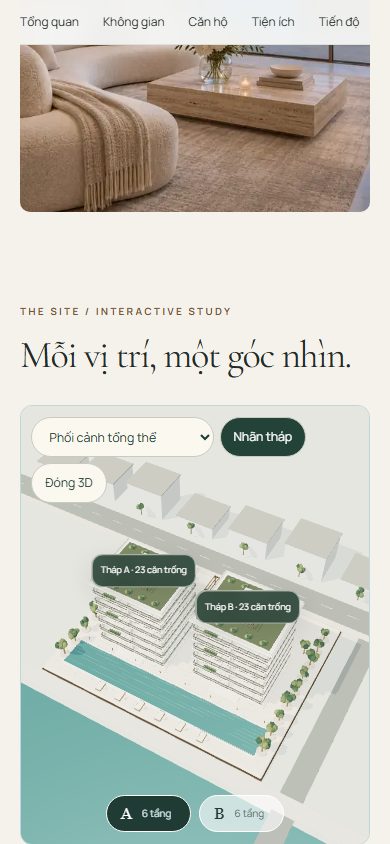 Tổng quan Không gian Căn hộ Tiện ích Tiến độ
THE SITE / INTERACTIVE STUDY
Mỗi vị trí, một góc nhìn.
Phối cảnh tổng thể Nhãn tháp
Đóng 3D
Tháp A · 23 căn trống
Tháp B · 23 căn trống
A 6 tầng B 6 tầng